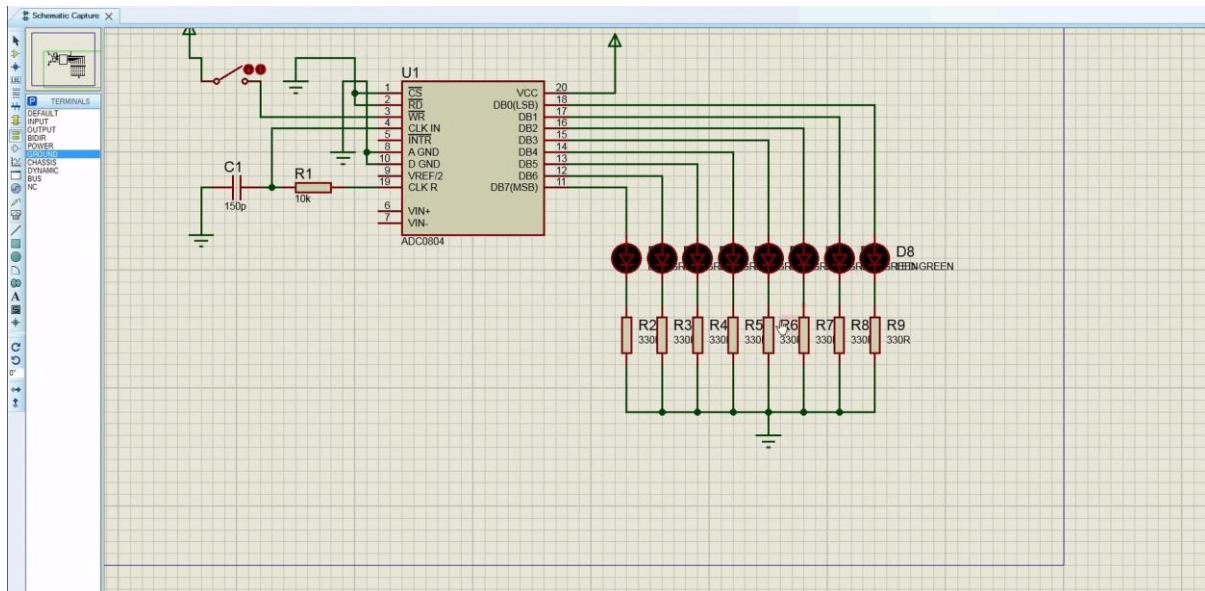 Schematic Capture
P TERMINALS
DEFAULT
INPUT
OUTPUT
BIDIR
POWER
GROUND
CHASSIS
DYNAMIC
BUS
NC
0°
U1
1 CS
2 RD
3 WR
4 CLK IN
5 INTR
8 A GND
10 D GND
9 VREF/2
19 CLK R
6 VIN+
7 VIN-
VCC 20
DB0(LSB) 18
DB1 17
DB2 16
DB3 15
DB4 14
DB5 13
DB6 12
DB7(MSB) 11
ADC0804
C1
150p
R1
10k
D8
GREEN
R2 R3 R4 R5 R6 R7 R8 R9
330R